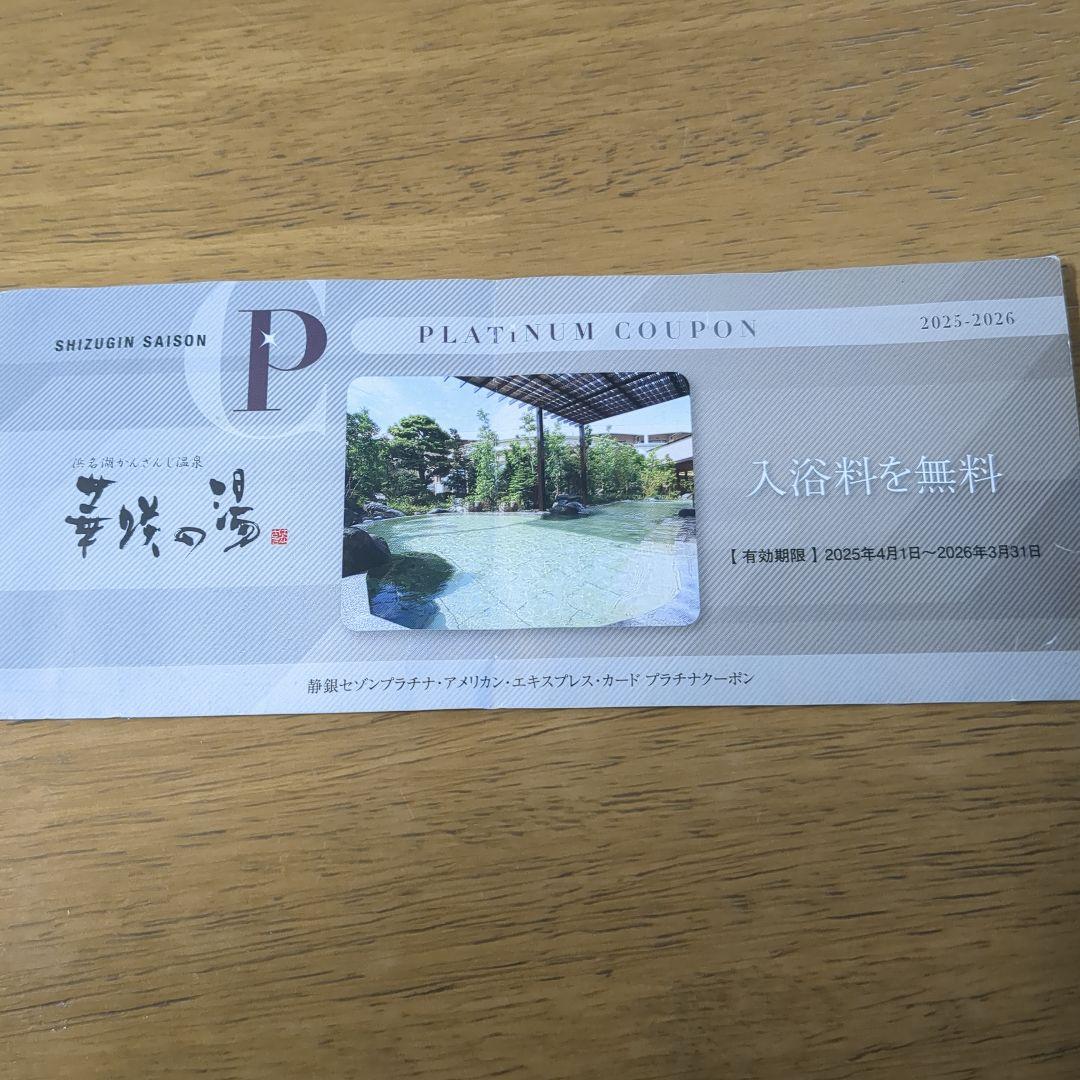 SHIZUGIN SAISON
P
PLATiNUM COUPON
2025-2026
浜名湖かんざんじ温泉
華咲の湯
入浴料を無料
【 有効期限 】2025年4月1日〜2026年3月31日
静銀セゾンプラチナ・アメリカン・エキスプレス・カード プラチナクーポン